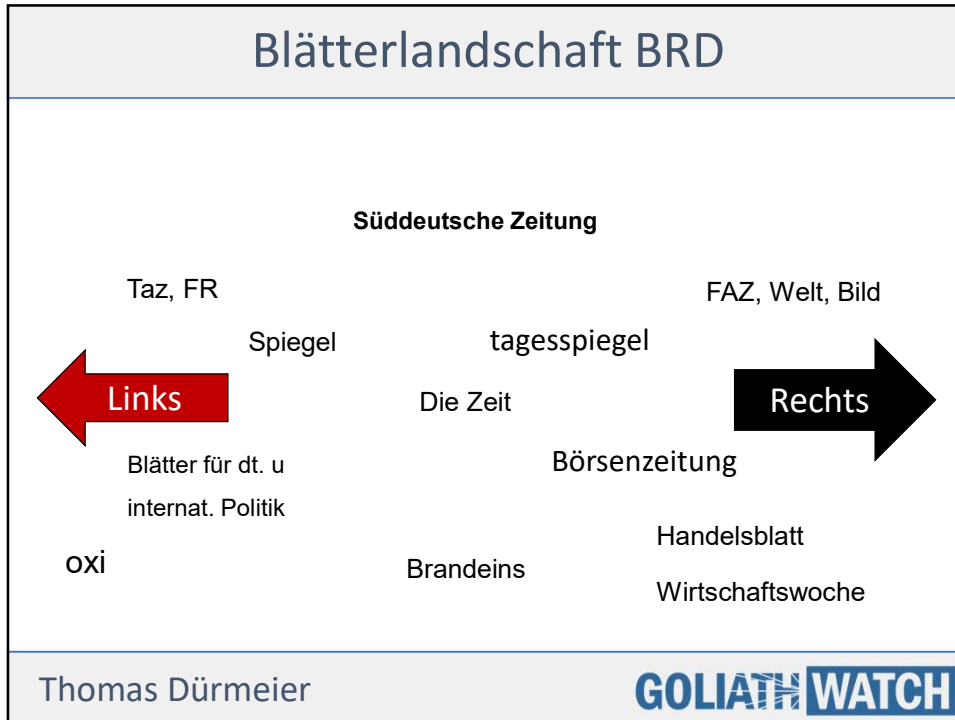 Blätterlandschaft BRD
Süddeutsche Zeitung
Taz, FR
FAZ, Welt, Bild
Spiegel
tagesspiegel
Links
Die Zeit
Rechts
Blätter für dt. u
internat. Politik
Börsenzeitung
Handelsblatt
oxi
Brandeins
Wirtschaftswoche
Thomas Dürmeier
GOLIATH WATCH